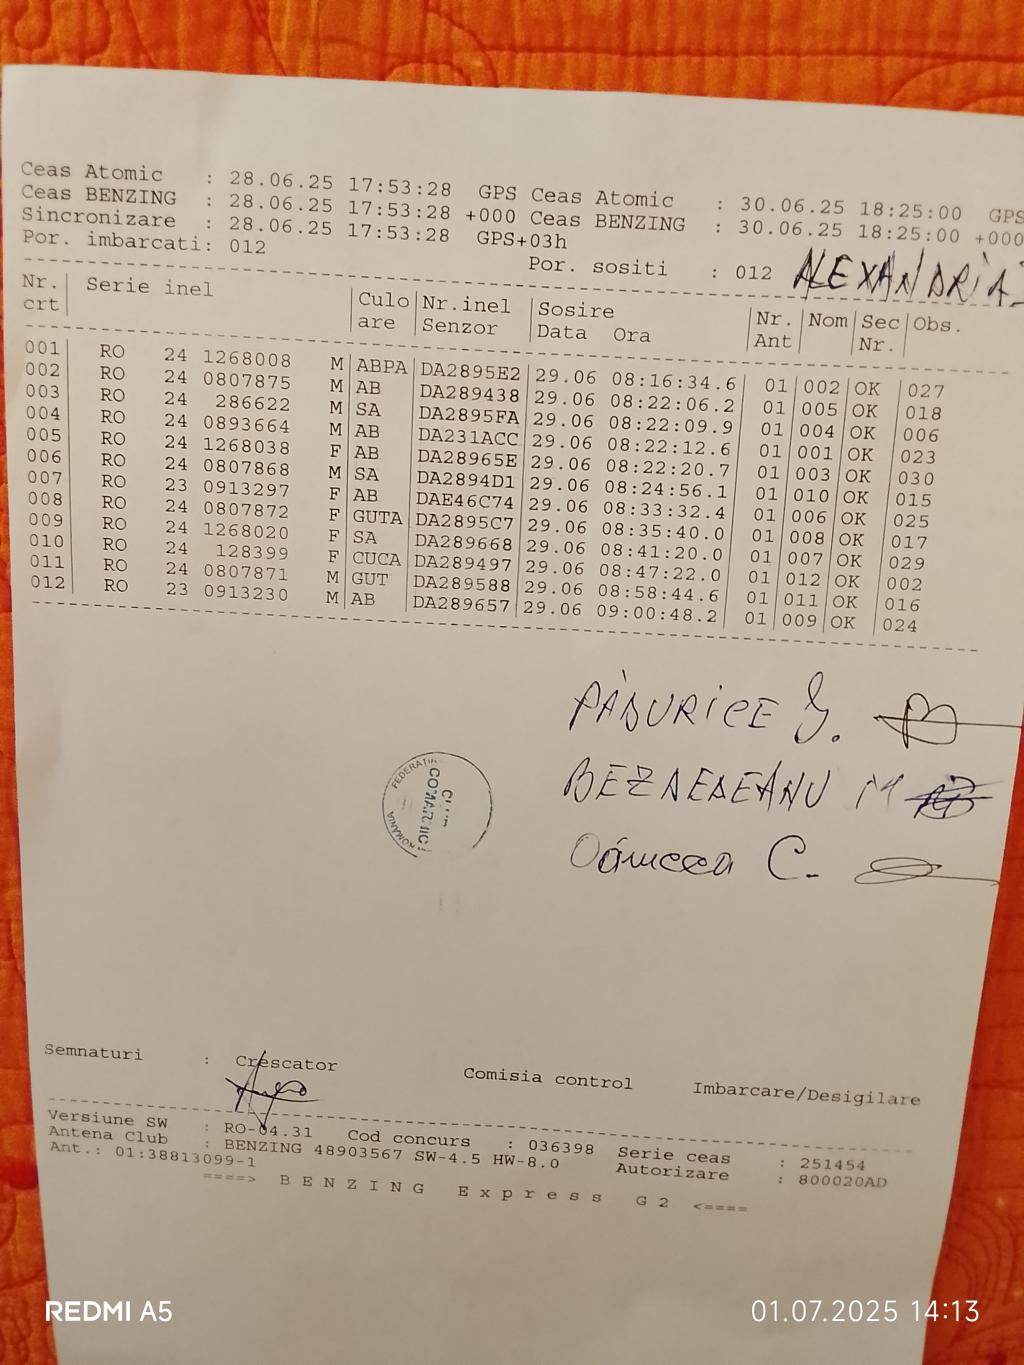 Ceas Atomic : 28.06.25 17:53:28 GPS Ceas Atomic : 30.06.25 18:25:00 GPS
Ceas BENZING : 28.06.25 17:53:28 +000 Ceas BENZING : 30.06.25 18:25:00 +000
Sincronizare : 28.06.25 17:53:28 GPS+03h
Por. imbarcati: 012 Por. sositi : 012 ALEXANDRIA
Nr. crt Serie inel Culo are Nr.inel Senzor Sosire Data Ora Nr. Ant Nom Sec Nr. Obs.
001 RO 24 1268008 M ABPA DA2895E2 29.06 08:16:34.6 01 002 OK 027
002 RO 24 0807875 M AB DA289438 29.06 08:22:06.2 01 005 OK 018
003 RO 24 286622 M SA DA2895FA 29.06 08:22:09.9 01 004 OK 006
004 RO 24 0893664 M AB DA231ACC 29.06 08:22:12.6 01 001 OK 023
005 RO 24 1268038 F AB DA28965E 29.06 08:22:20.7 01 003 OK 030
006 RO 24 0807868 M SA DA2894D1 29.06 08:24:56.1 01 010 OK 015
007 RO 23 0913297 F AB DAE46C74 29.06 08:33:32.4 01 006 OK 025
008 RO 24 0807872 F GUTA DA2895C7 29.06 08:35:40.0 01 008 OK 017
009 RO 24 1268020 F SA DA289668 29.06 08:41:20.0 01 007 OK 029
010 RO 24 128399 F CUCA DA289497 29.06 08:47:22.0 01 012 OK 002
011 RO 24 0807871 M GUT DA289588 29.06 08:58:44.6 01 011 OK 016
012 RO 23 0913230 M AB DA289657 29.06 09:00:48.2 01 009 OK 024
PĂDURICE G.
M
C.
ROMANIA
Semnaturi : Crescator Comisia control Imbarcare/Desigilare
Versiune SW : RO-04.31 Cod concurs : 036398 Serie ceas : 251454
Antena Club : BENZING 48903567 SW-4.5 HW-8.0 Autorizare : 800020AD
Ant.: 01:38813099-1
====> BENZING Express G2 <====
REDMI A5
01.07.2025 14:13